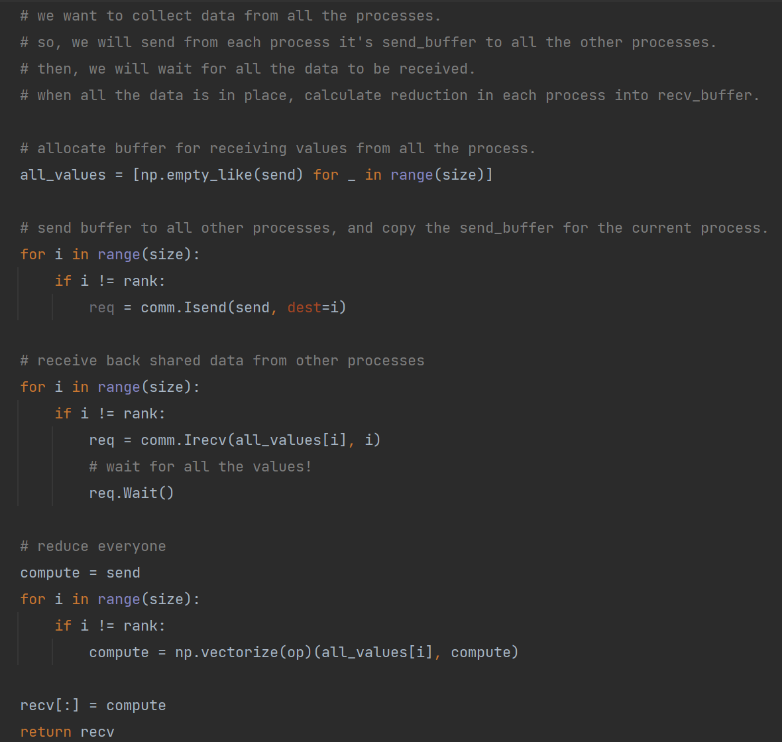 # we want to collect data from all the processes.
# so, we will send from each process it's send_buffer to all the other processes.
# then, we will wait for all the data to be received.
# when all the data is in place, calculate reduction in each process into recv_buffer.
# allocate buffer for receiving values from all the process.
all_values = [np.empty_like(send) for _ in range(size)]
# send buffer to all other processes, and copy the send_buffer for the current process.
for i in range(size):
    if i != rank:
        req = comm.Isend(send, dest=i)
# receive back shared data from other processes
for i in range(size):
    if i != rank:
        req = comm.Irecv(all_values[i], i)
        # wait for all the values!
        req.Wait()
# reduce everyone
compute = send
for i in range(size):
    if i != rank:
        compute = np.vectorize(op)(all_values[i], compute)
recv[:] = compute
return recv